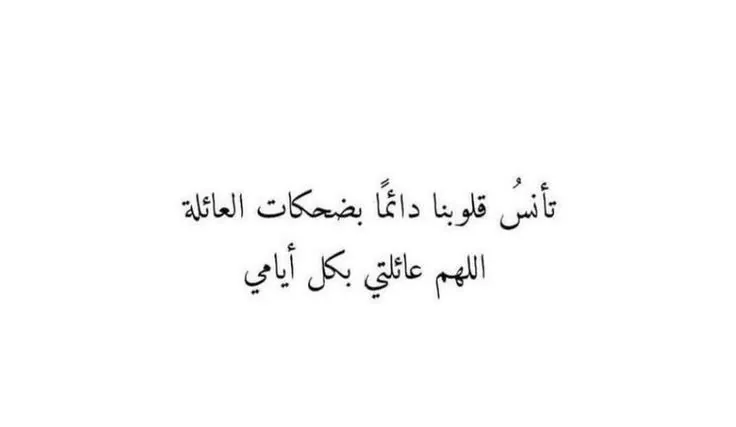 تأنسُ قلوبنا دائمًا بضحكات العائلة
اللهم عائلتي بكل أيامي